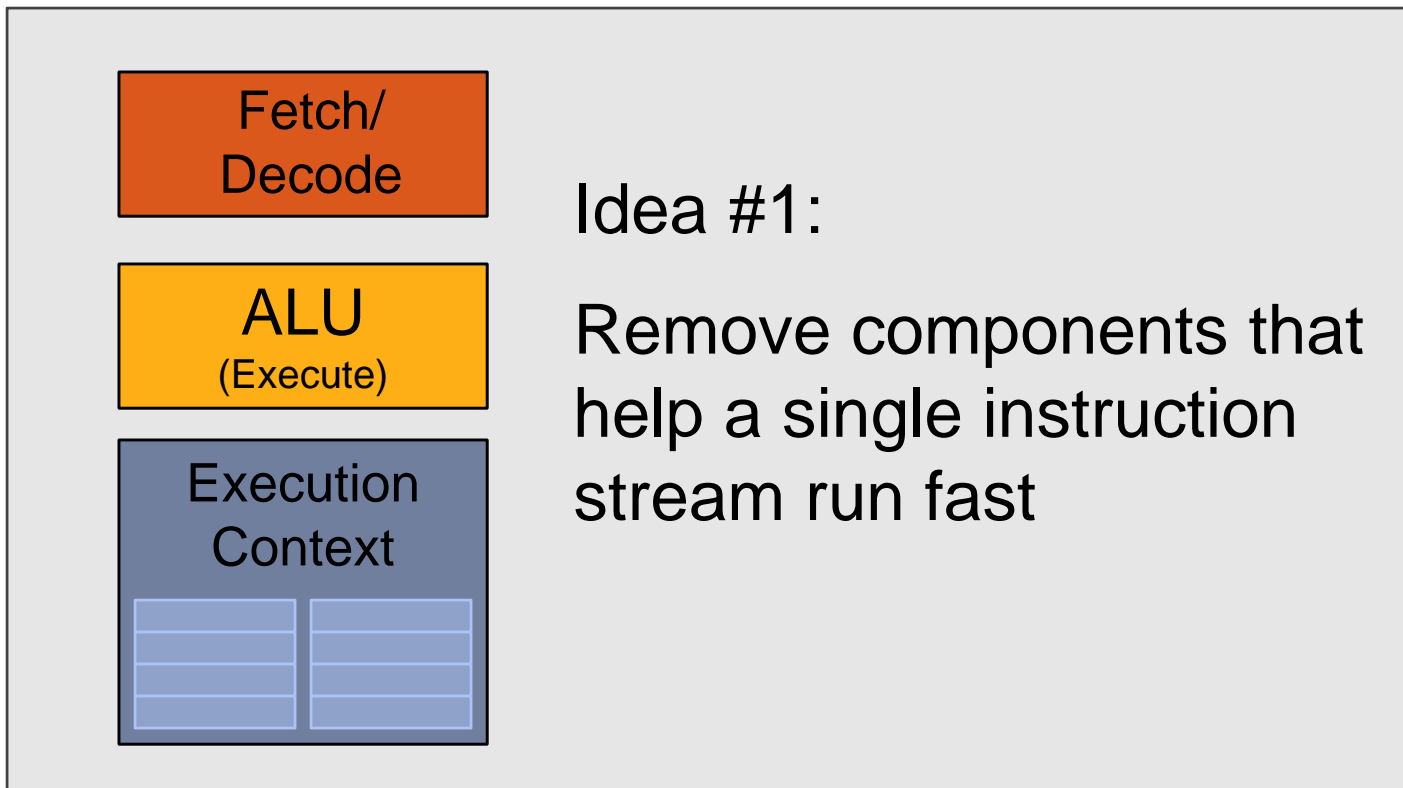 Fetch/
Decode
ALU
(Execute)
Execution
Context
Idea #1:
Remove components that
help a single instruction
stream run fast